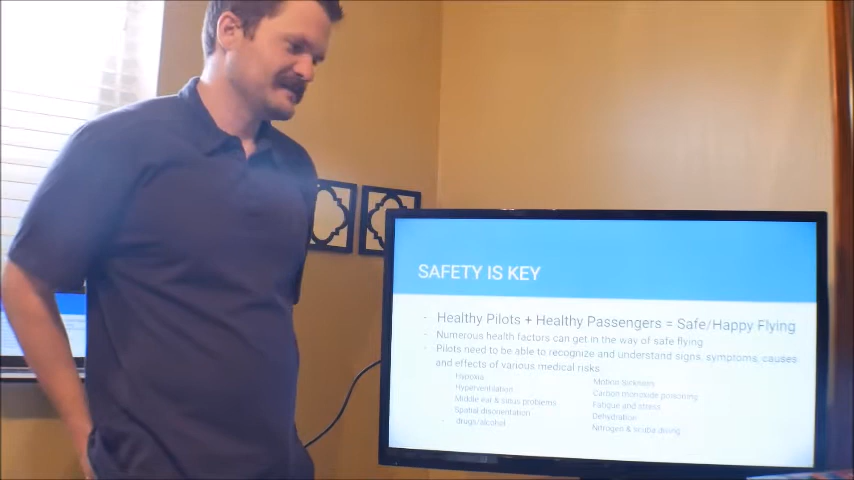 SAFETY IS KEY
- Healthy Pilots + Healthy Passengers = Safe/Happy Flying
- Numerous health factors can get in the way of safe flying
- Pilots need to be able to recognize and understand signs, symptoms, causes
and effects of various medical risks
- Hypoxia
- Hyperventilation
- Middle ear & sinus problems
- Spatial disorientation
- drugs/alcohol
Motion sickness
Carbon monoxide poisoning
Fatigue and stress
Dehydration
Nitrogen & scuba diving